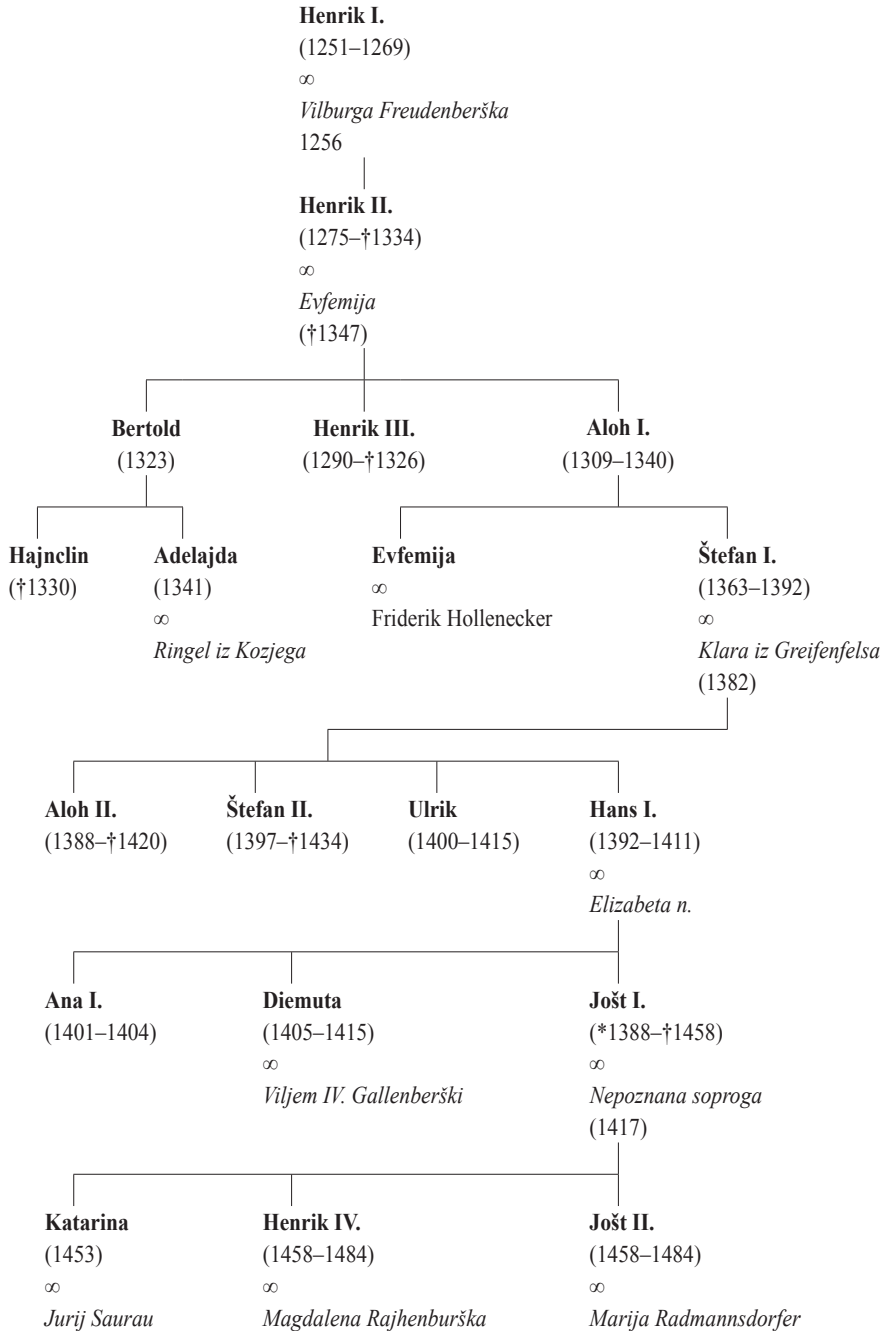 Henrik I.
(1251–1269)
∞
Vilburga Freudenberška
1256
Henrik II.
(1275–†1334)
∞
Evfemija
(†1347)
Bertold
(1323)
Henrik III.
(1290–†1326)
Aloh I.
(1309–1340)
Hajnclin
(†1330)
Adelajda
(1341)
∞
Ringel iz Kozjega
Evfemija
∞
Friderik Hollenecker
Štefan I.
(1363–1392)
∞
Klara iz Greifenfelsa
(1382)
Aloh II.
(1388–†1420)
Štefan II.
(1397–†1434)
Ulrik
(1400–1415)
Hans I.
(1392–1411)
∞
Elizabeta n.
Ana I.
(1401–1404)
Diemuta
(1405–1415)
∞
Viljem IV. Gallenberški
Jošt I.
(*1388–†1458)
∞
Nepoznana soproga
(1417)
Katarina
(1453)
∞
Jurij Saurau
Henrik IV.
(1458–1484)
∞
Magdalena Rajhenburška
Jošt II.
(1458–1484)
∞
Marija Radmannsdorfer